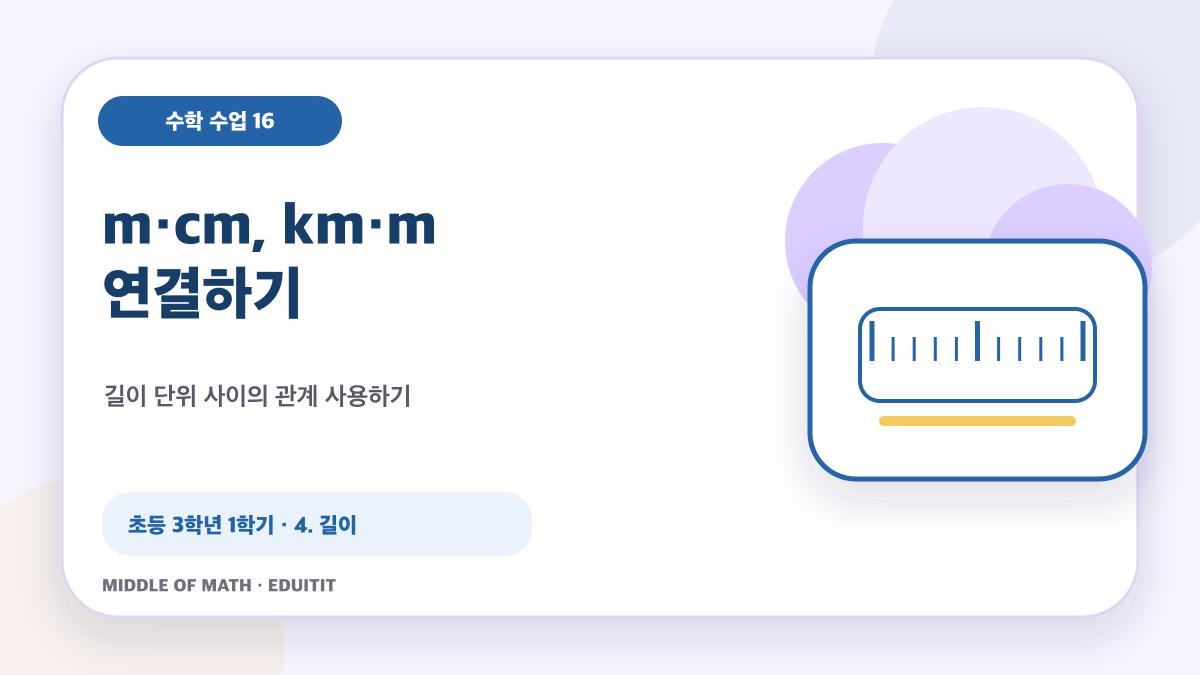 수학 수업 16
m·cm, km·m
연결하기
길이 단위 사이의 관계 사용하기
초등 3학년 1학기 · 4. 길이
MIDDLE OF MATH · EDUITIT